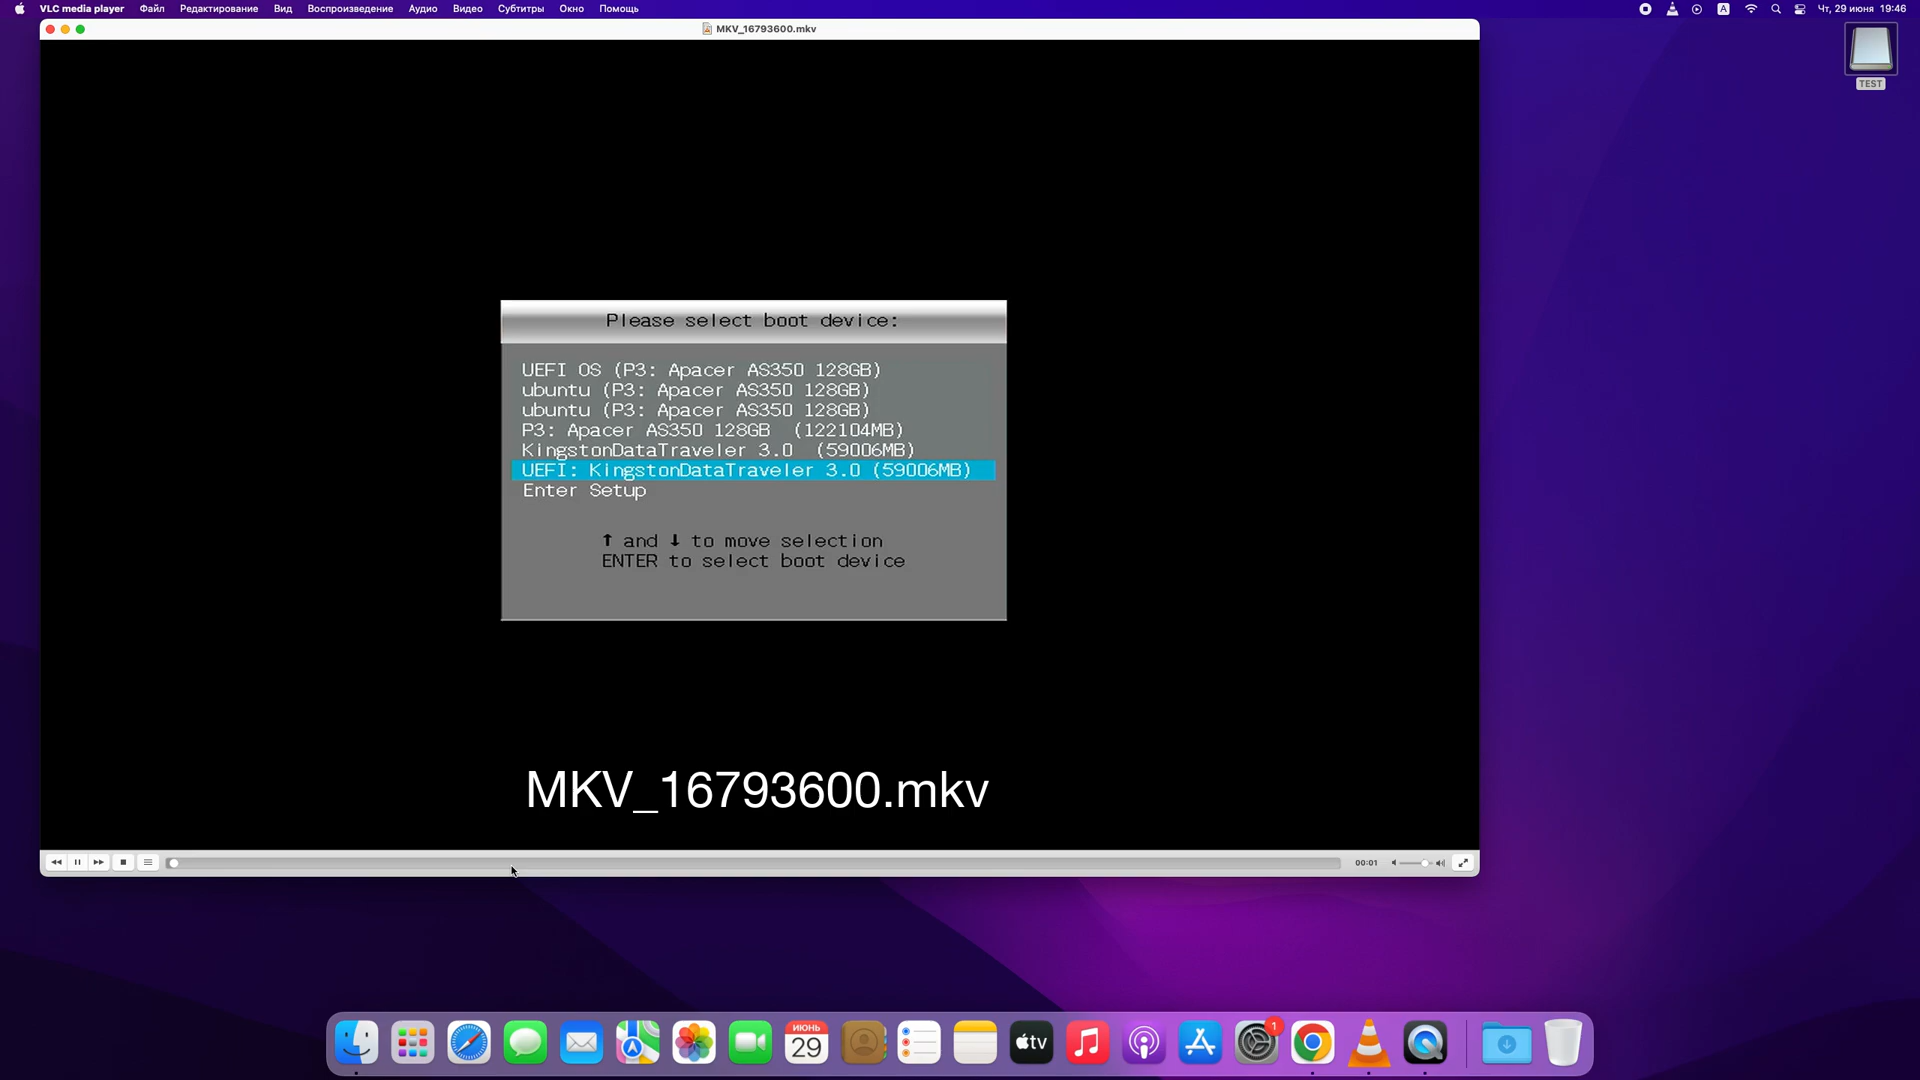 VLC media player Файл Редактирование Вид Воспроизведение Аудио Видео Субтитры Окно Помощь A Чт, 29 июня 19:46
MKV_16793600.mkv
TEST
Please select boot device:
UEFI OS (P3: Apacer AS350 128GB)
ubuntu (P3: Apacer AS350 128GB)
ubuntu (P3: Apacer AS350 128GB)
P3: Apacer AS350 128GB (122104MB)
KingstonDataTraveler 3.0 (59006MB)
UEFI: KingstonDataTraveler 3.0 (59006MB)
Enter Setup
↑ and ↓ to move selection
ENTER to select boot device
MKV_16793600.mkv
00:01
ИЮНЬ
29
tv
1